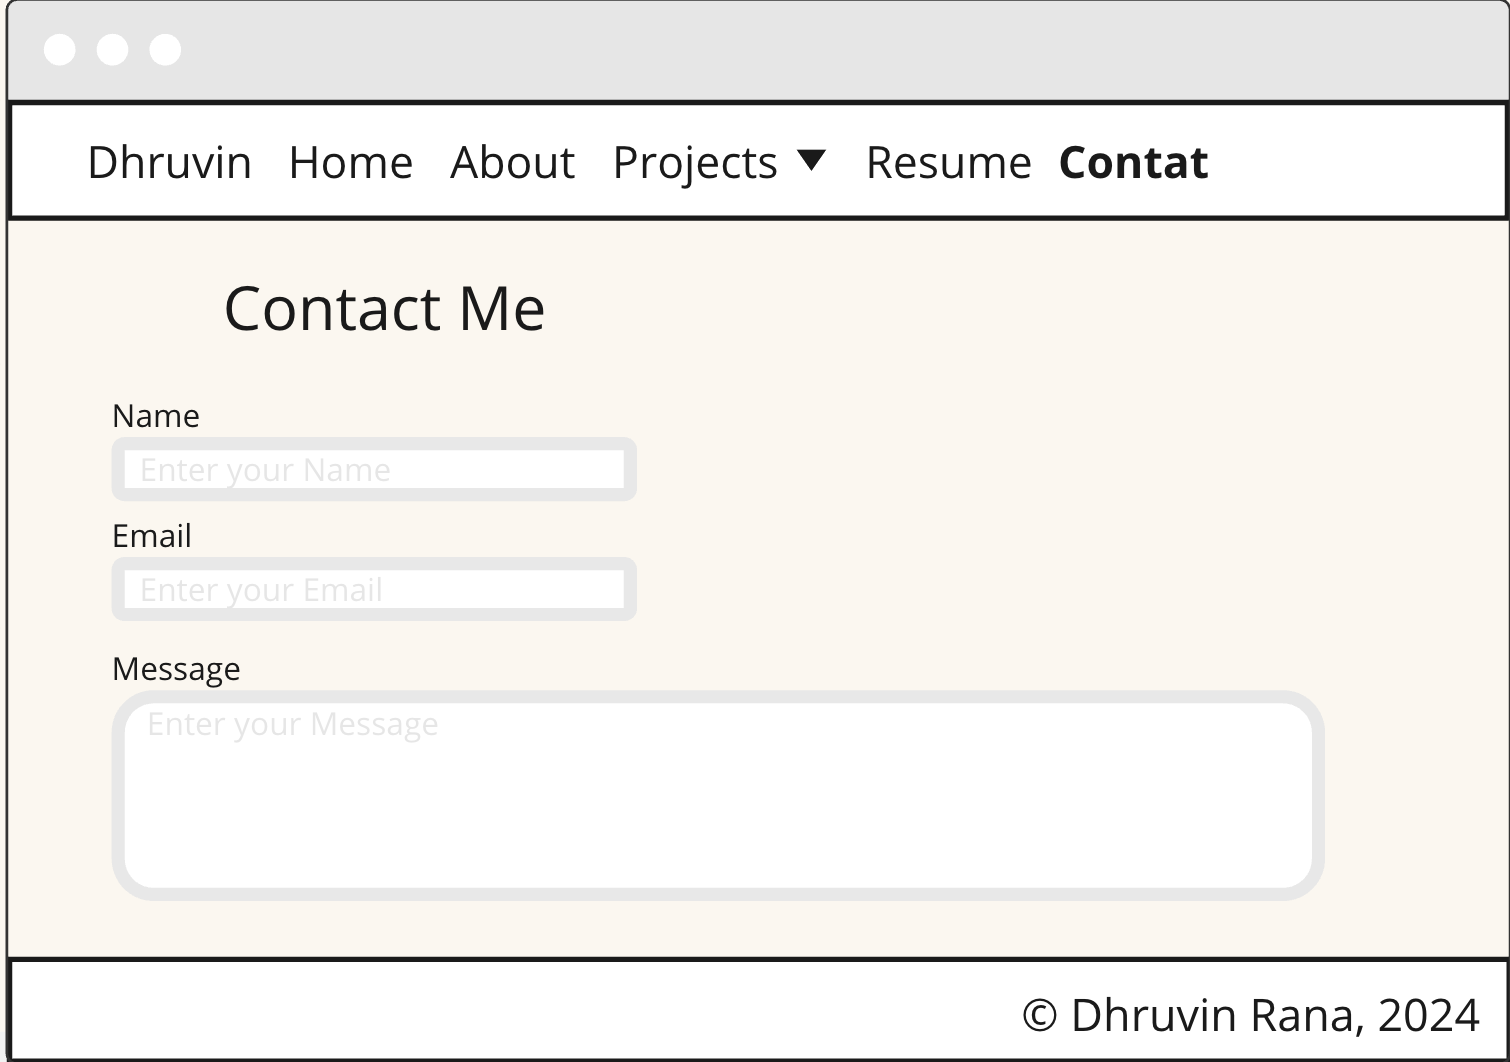 Dhruvin Home About Projects ▼ Resume Contat
Contact Me
Name
Enter your Name
Email
Enter your Email
Message
Enter your Message
© Dhruvin Rana, 2024